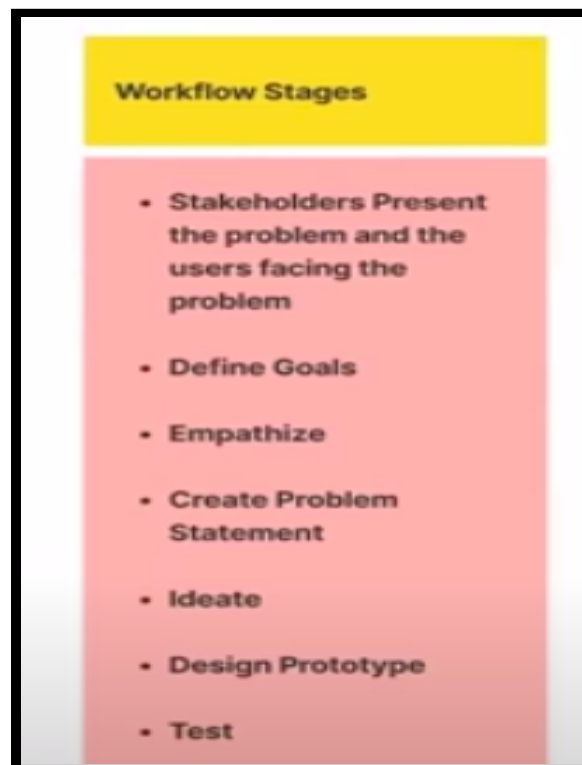 Workflow Stages
• Stakeholders Present
the problem and the
users facing the
problem
• Define Goals
• Empathize
• Create Problem
Statement
• Ideate
• Design Prototype
• Test